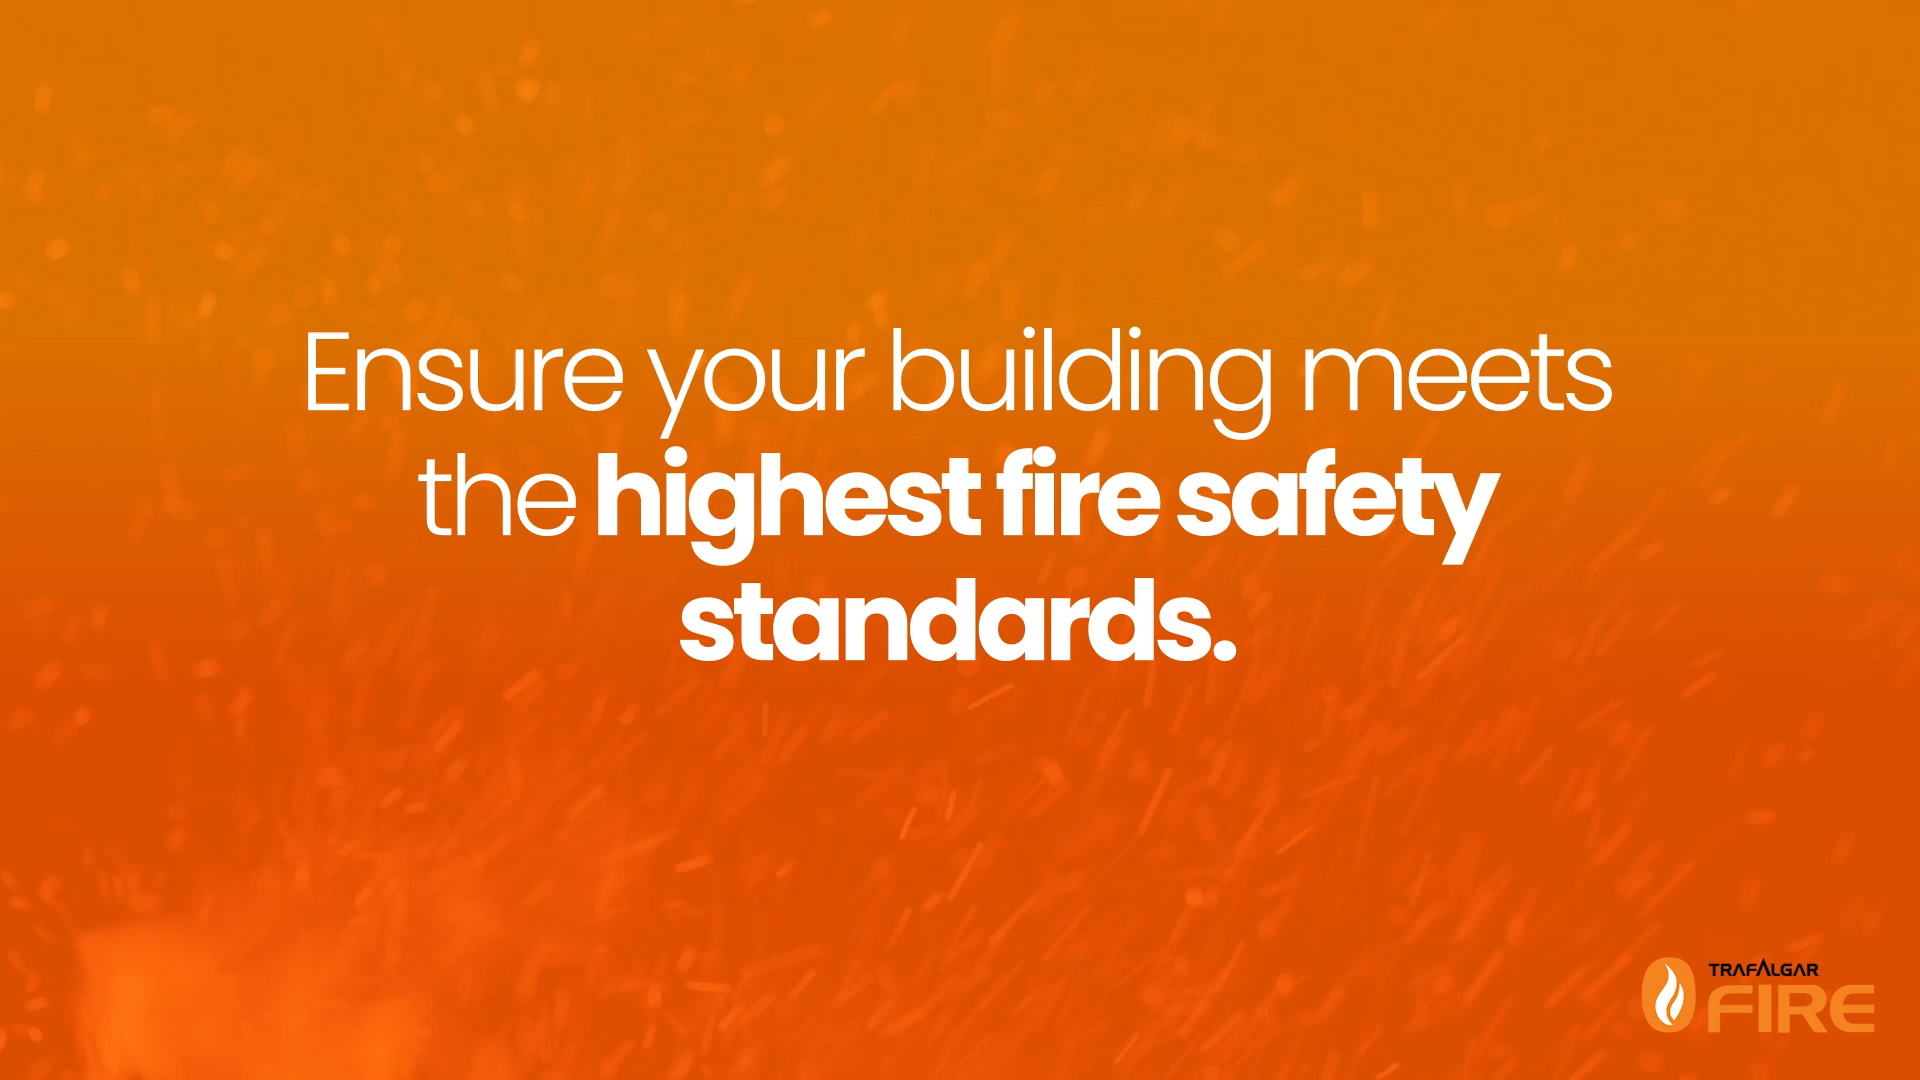 Ensure your building meets
the highest fire safety
standards.
TRAFALGAR
FIRE